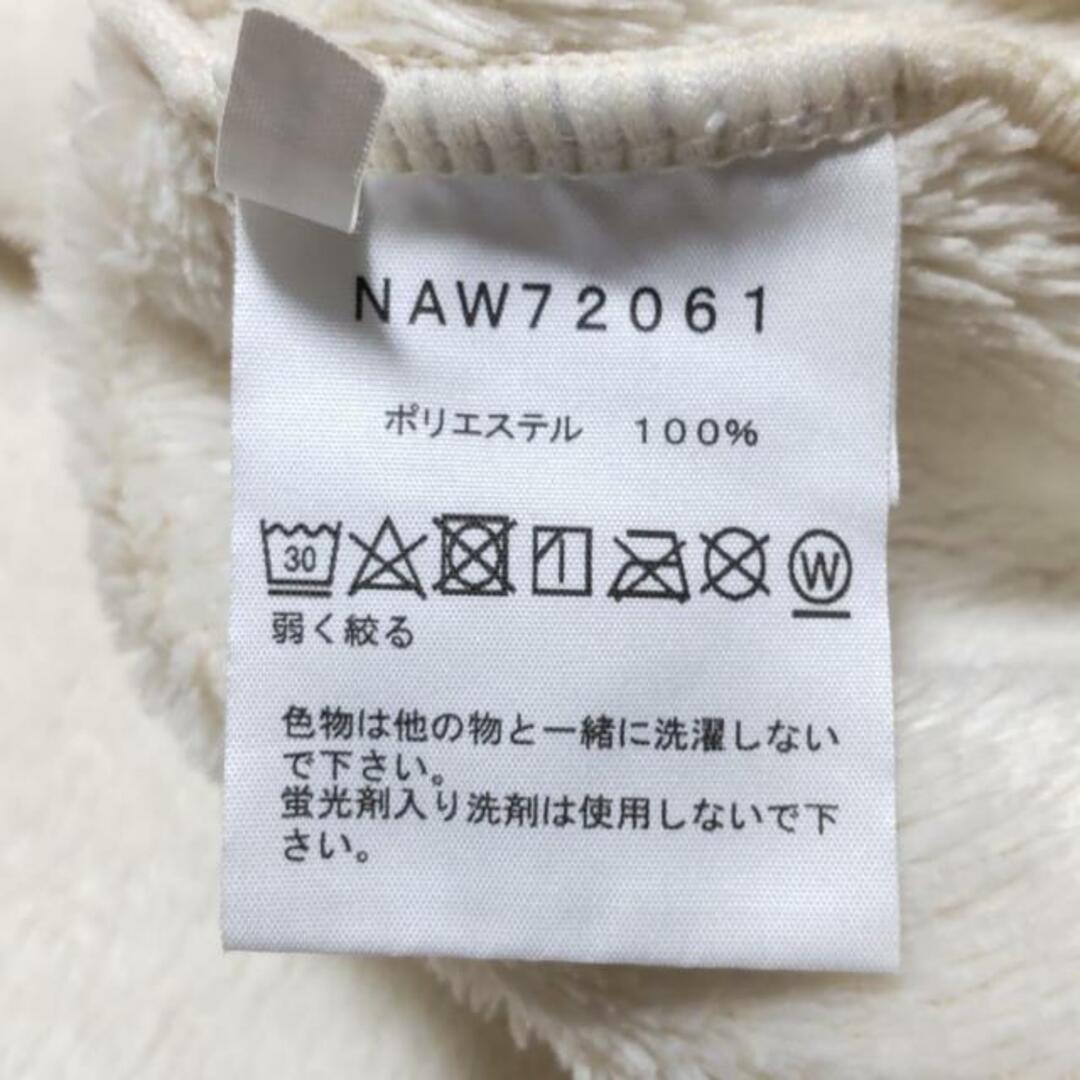 NAW72061
ポリエステル　100%
30
W
弱く絞る
色物は他の物と一緒に洗濯しない
で下さい。
蛍光剤入り洗剤は使用しないで下
さい。